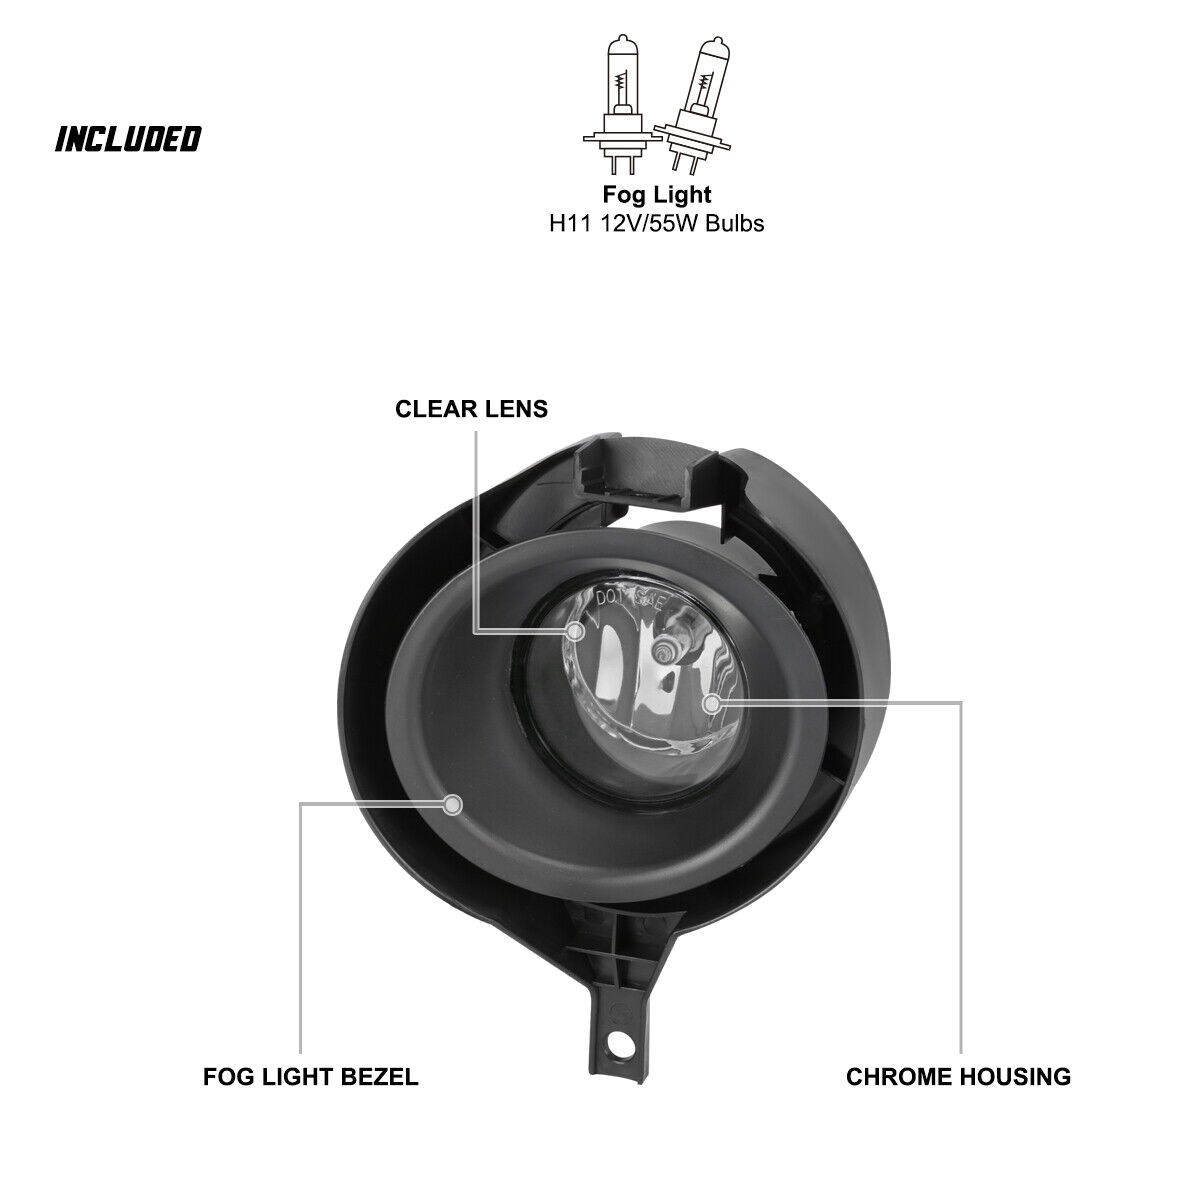 INCLUDED
Fog Light
H11 12V/55W Bulbs
CLEAR LENS
DOT SAE
FOG LIGHT BEZEL
CHROME HOUSING